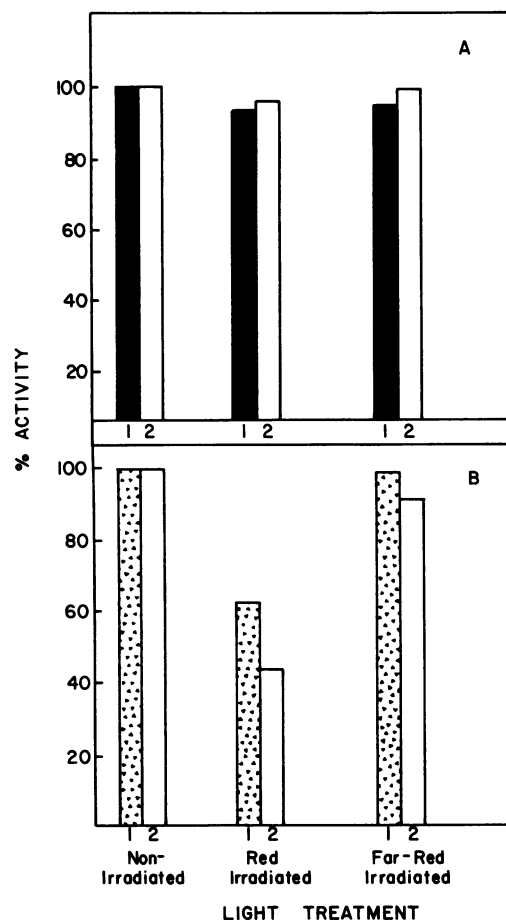 A
100
80
60
40
20
1 2 1 2 1 2
% ACTIVITY
B
100
80
60
40
20
1 2 1 2 1 2
Non-
Irradiated
Red
Irradiated
Far-Red
Irradiated
LIGHT TREATMENT